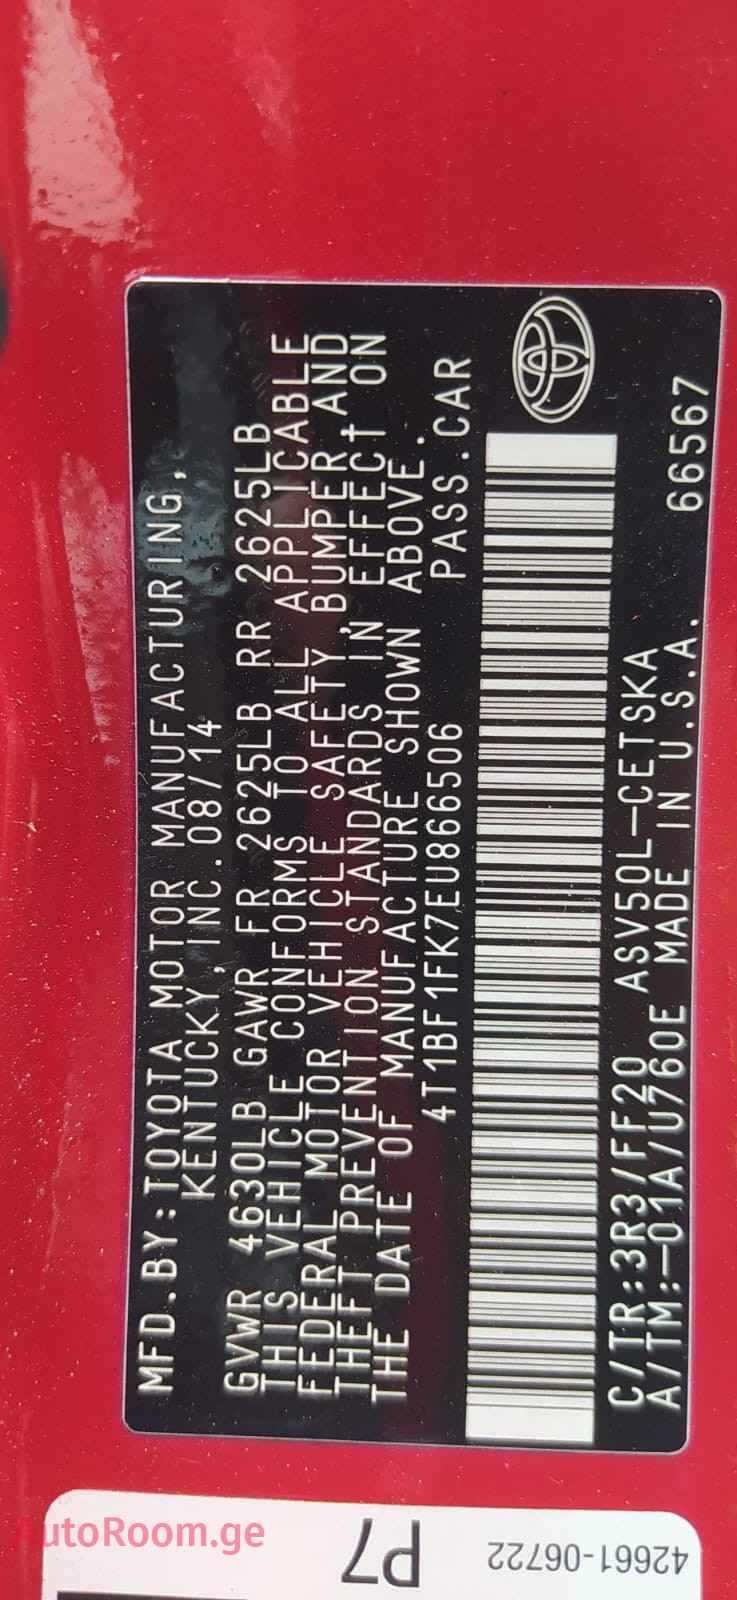 MFD.BY:TOYOTA MOTOR MANUFACTURING,
KENTUCKY,INC.08/14
GVWR 4630LB GAWR FR 2625LB RR 2625LB
THIS VEHICLE CONFORMS TO ALL APPLICABLE
FEDERAL MOTOR VEHICLE SAFETY,BUMPER,AND
THEFT PREVENTION STANDARDS IN EFFECT ON
THE DATE OF MANUFACTURE SHOWN ABOVE.
4T1BF1FK7EU866506 PASS.CAR
C/TR:3R3/FF20 ASV50L-CETSKA
A/TM:-01A/U760E MADE IN U.S.A. 66567
AutoRoom.ge
P7
42661-06722